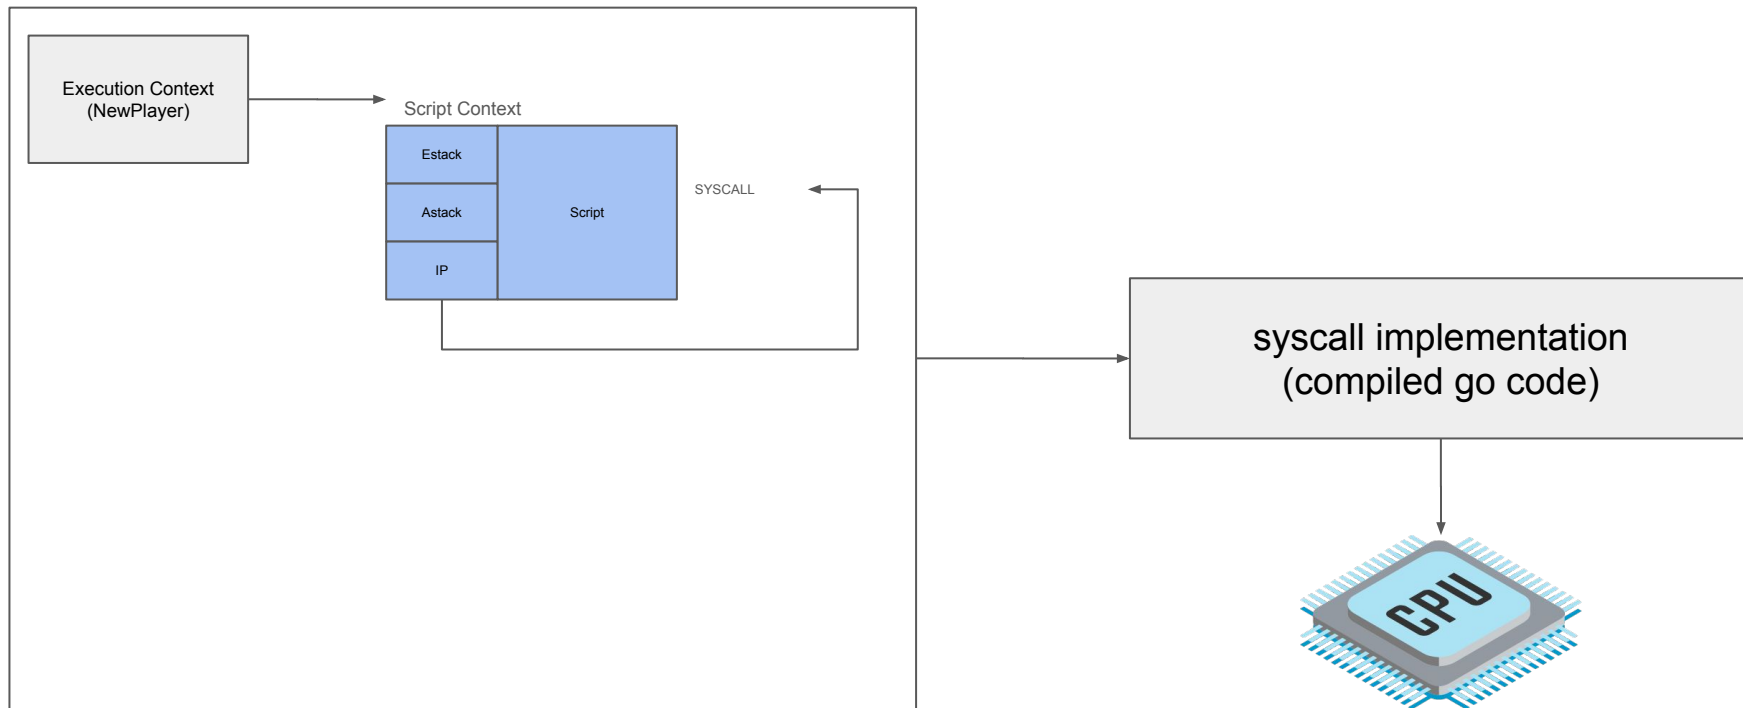 Execution Context
(NewPlayer)
Script Context
Estack
Astack
IP
Script
SYSCALL
syscall implementation
(compiled go code)
CPU